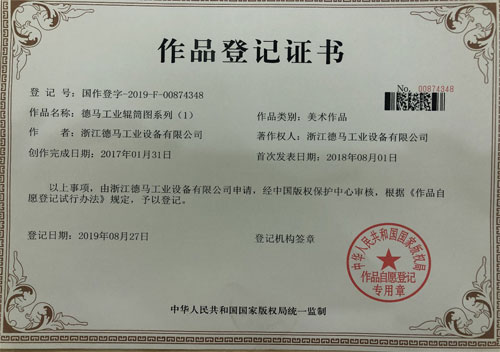 作品登记证书
No. 00874348
登 记 号：国作登字-2019-F-00874348
作品名称：德马工业辊筒图系列（1） 作品类别：美术作品
作 者：浙江德马工业设备有限公司 著作权人：浙江德马工业设备有限公司
创作完成日期：2017年01月31日 首次发表日期：2018年08月01日
以上事项，由浙江德马工业设备有限公司申请，经中国版权保护中心审核，根据《作品自
愿登记试行办法》规定，予以登记。
登记日期：2019年08月27日 登记机构签章
中华人民共和国国家版权局
作品自愿登记
专用章
中华人民共和国国家版权局统一监制